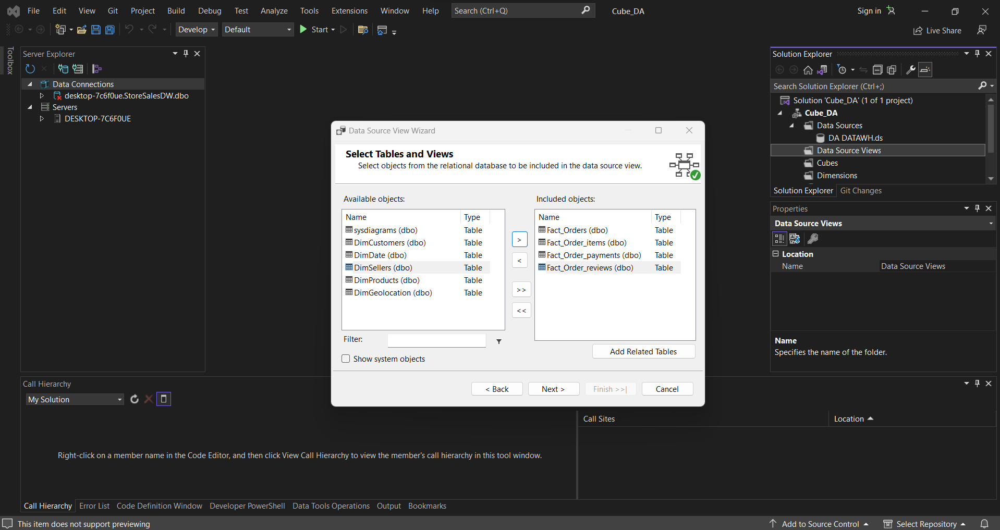 File Edit View Git Project Build Debug Test Analyze Tools Extensions Window Help Search (Ctrl+Q) Cube_DA Sign in
Develop Default Start Live Share
Toolbox
Server Explorer
Data Connections
desktop-7c6f0ue.StoreSalesDW.dbo
Servers
DESKTOP-7C6F0UE
Data Source View Wizard
Select Tables and Views
Select objects from the relational database to be included in the data source view.
Available objects:
Name Type
sysdiagrams (dbo) Table
DimCustomers (dbo) Table
DimDate (dbo) Table
DimSellers (dbo) Table
DimProducts (dbo) Table
DimGeolocation (dbo) Table
>
<
>>
<<
Included objects:
Name Type
Fact_Orders (dbo) Table
Fact_Order_items (dbo) Table
Fact_Order_payments (dbo) Table
Fact_Order_reviews (dbo) Table
Filter:
Show system objects
Add Related Tables
< Back Next > Finish >>| Cancel
Solution Explorer
Search Solution Explorer (Ctrl+;)
Solution 'Cube_DA' (1 of 1 project)
Cube_DA
Data Sources
DA DATAWH.ds
Data Source Views
Cubes
Dimensions
Solution Explorer Git Changes
Properties
Data Source Views
Location
Name Data Source Views
Name
Specifies the name of the folder.
Call Hierarchy
My Solution
Call Sites Location
Right-click on a member name in the Code Editor, and then click View Call Hierarchy to view the member's call hierarchy in this tool window.
Call Hierarchy Error List Code Definition Window Developer PowerShell Data Tools Operations Output Bookmarks
This item does not support previewing Add to Source Control Select Repository